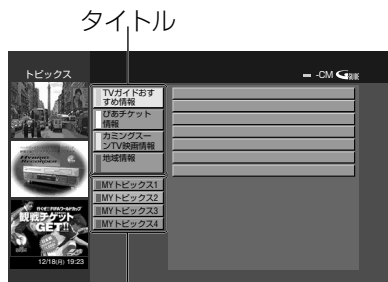 タイトル
トピックス
-CM GUIDE
TVガイドおす
すめ情報
ぴあチケット
情報
カミングスー
ンTV映画情報
地域情報
MYトピックス1
MYトピックス2
MYトピックス3
MYトピックス4
観戦チケット
GET!!
12/18(月) 19:23